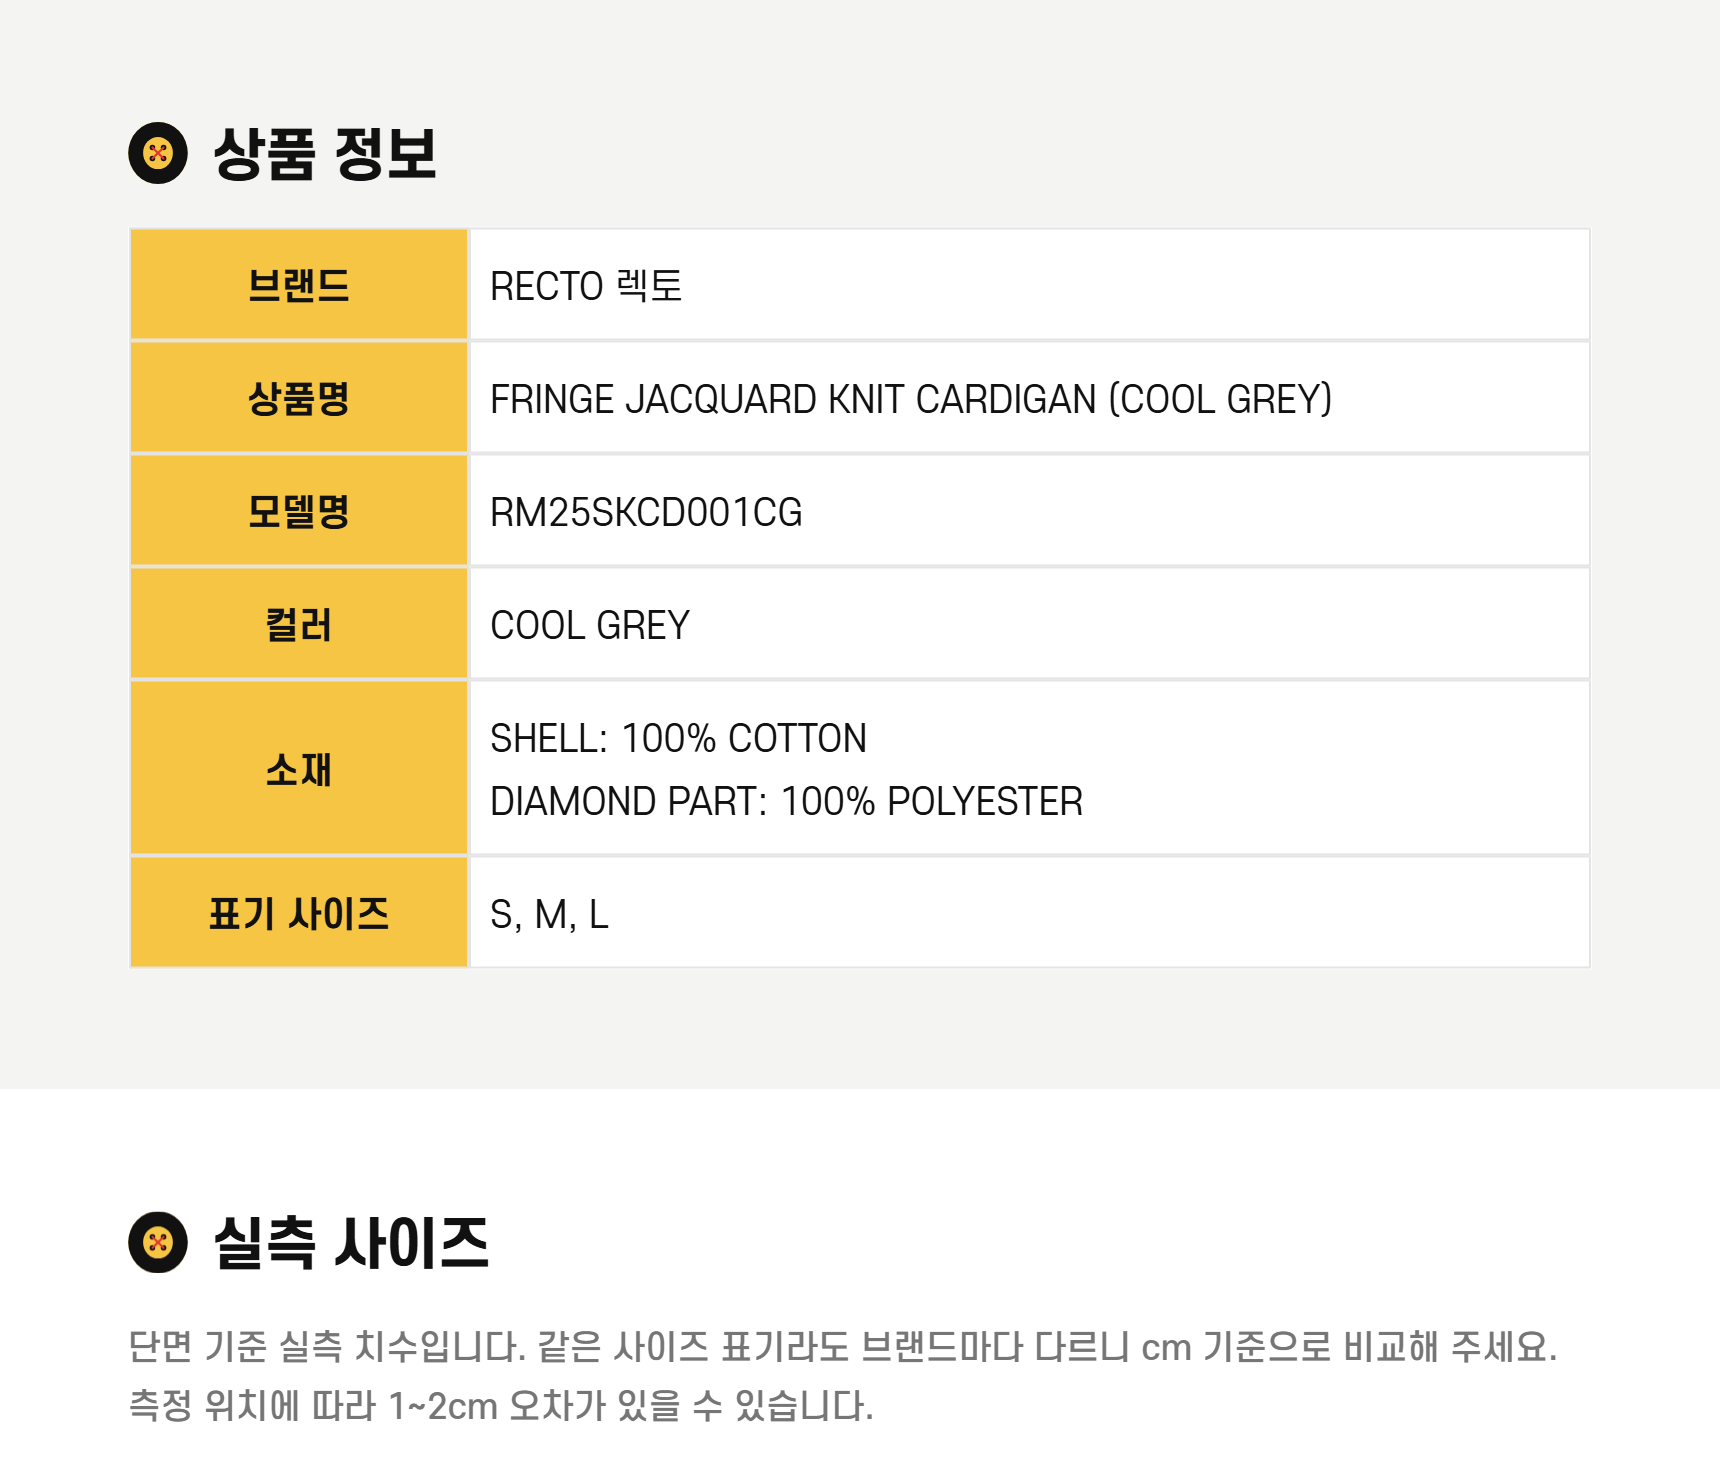 상품 정보
브랜드
RECTO 렉토
상품명
FRINGE JACQUARD KNIT CARDIGAN (COOL GREY)
모델명
RM25SKCD001CG
컬러
COOL GREY
소재
SHELL: 100% COTTON
DIAMOND PART: 100% POLYESTER
표기 사이즈
S, M, L
실측 사이즈
단면 기준 실측 치수입니다. 같은 사이즈 표기라도 브랜드마다 다르니 cm 기준으로 비교해 주세요.
측정 위치에 따라 1~2cm 오차가 있을 수 있습니다.